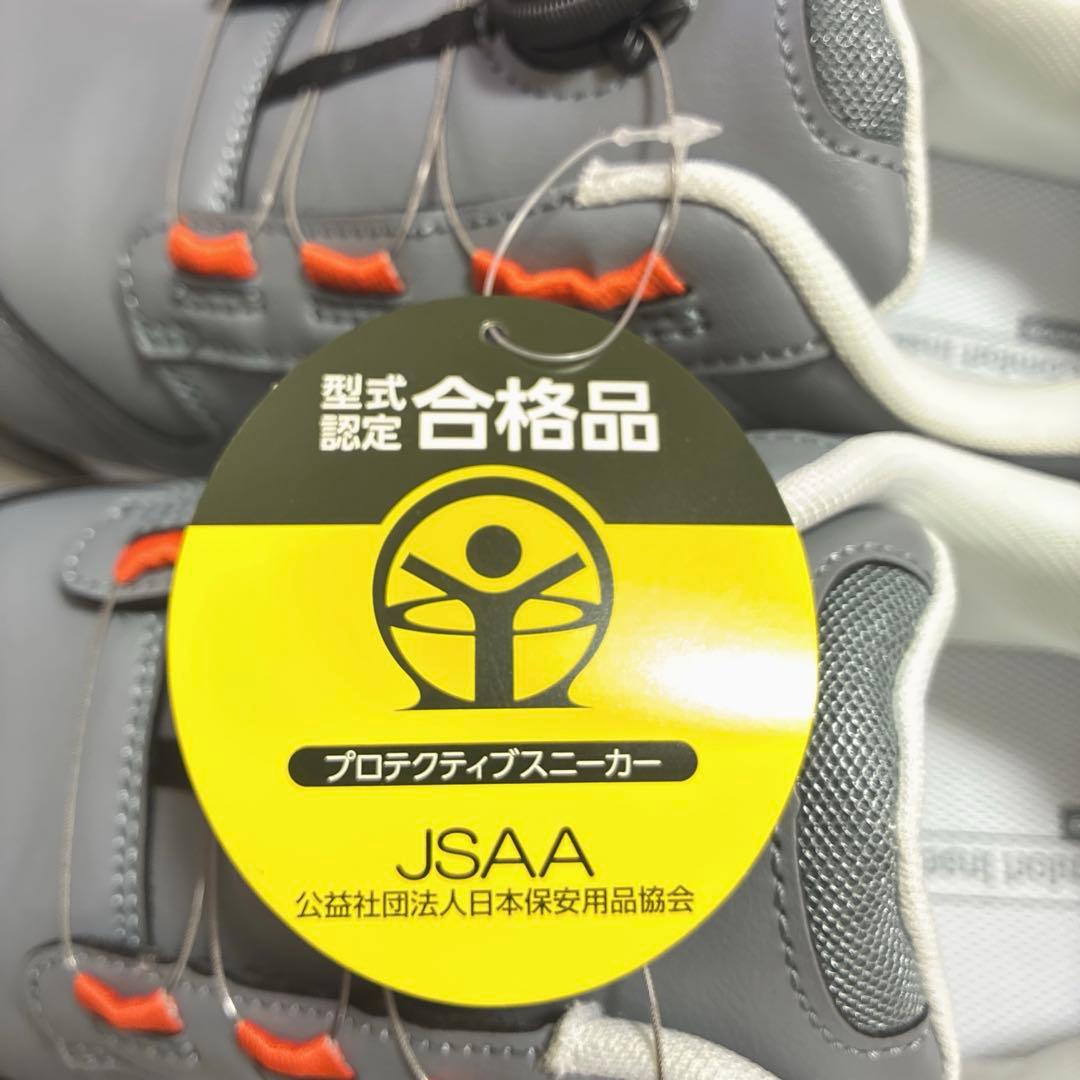 型式
認定 合格品
プロテクティブスニーカー
JSAA
公益社団法人日本保安用品協会